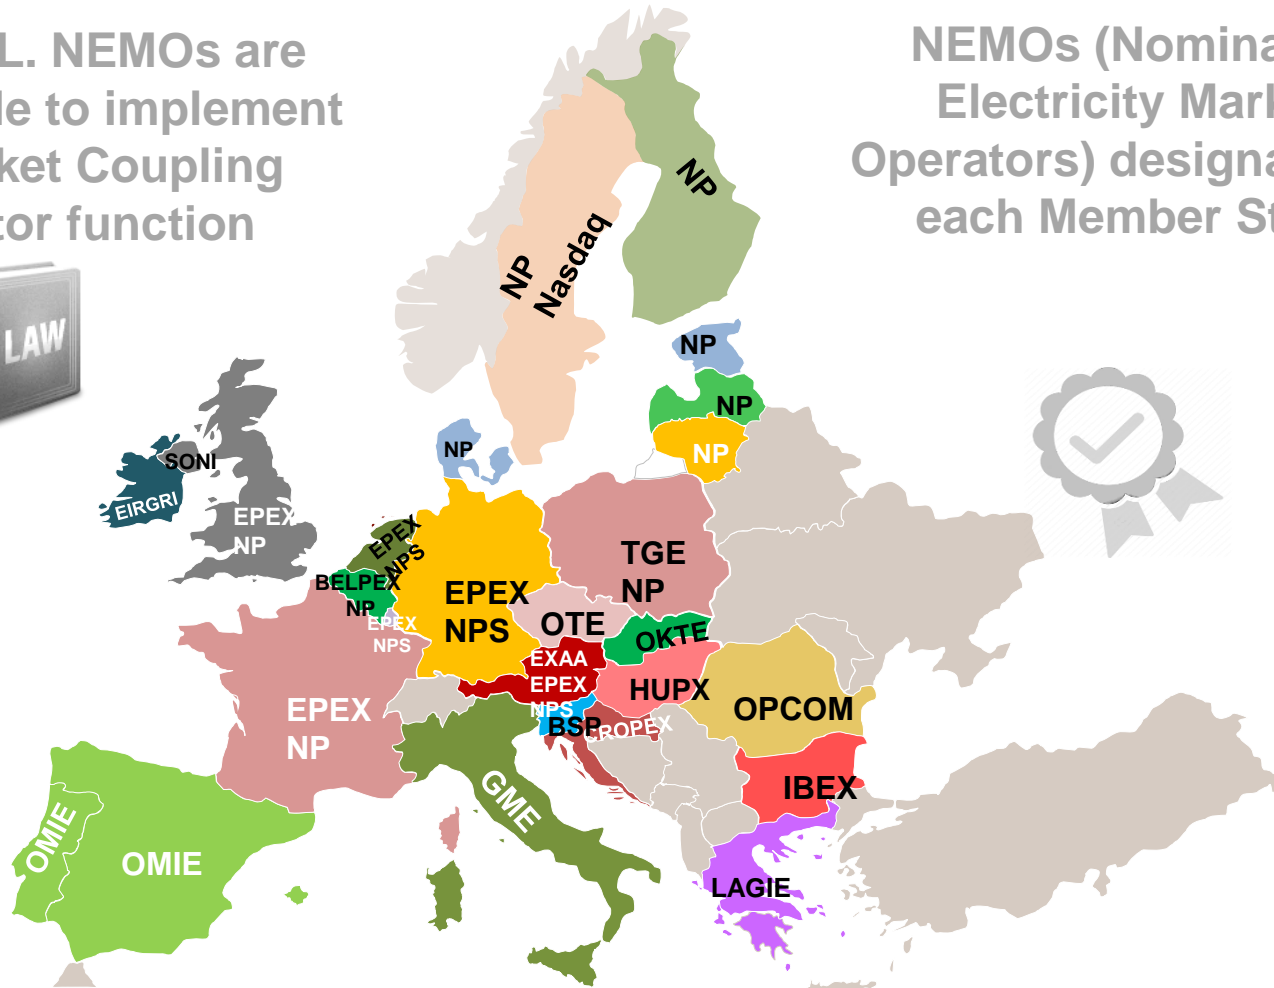 L. NEMOs are
le to implement
ket Coupling
tor function
NEMOs (Nomina
Electricity Mark
Operators) designa
each Member St
LAW
NP
NP
Nasdaq
NP
NP
NP
NP
SONI
EIRGRI
EPEX
NP
EPEX
NPS
BELPEX
NP
EPEX
NPS
EPEX
NPS
TGE
NP
OTE
OKTE
EXAA
EPEX
NPS
HUPX
BSP
CROPEX
OPCOM
EPEX
NP
IBEX
GME
OMIE
OMIE
LAGIE